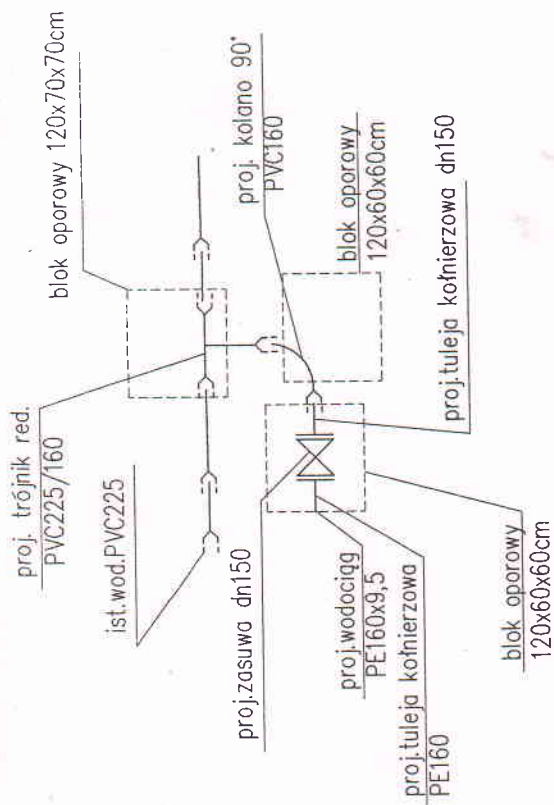 blok oporowy 120x70x70cm
proj. trójnik red.
PVC225/160
ist.wod.PVC225
proj. kolano 90°
PVC160
blok oporowy
120x60x60cm
proj.zasuwa dn150
proj.tuleja kołnierzowa dn150
proj.wodociąg
PE160x9,5
proj.tuleja kołnierzowa
PE160
blok oporowy
120x60x60cm